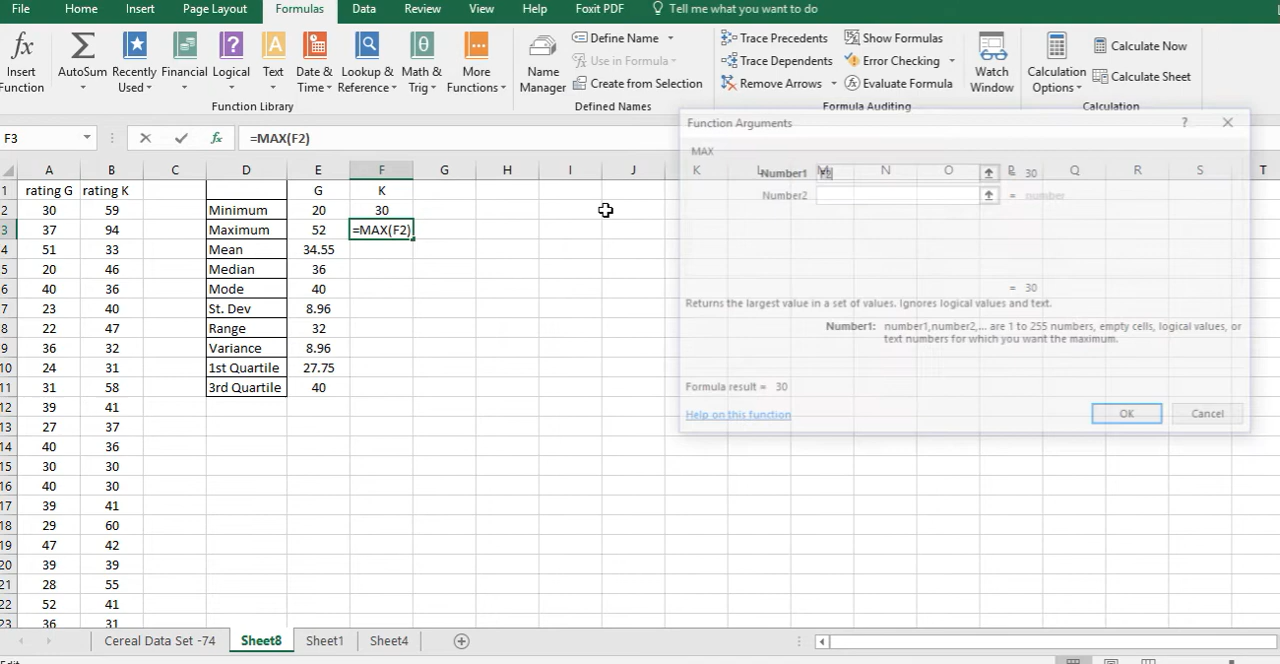 File Home Insert Page Layout Formulas Data Review View Help Foxit PDF Tell me what you want to do
fx Insert Function
AutoSum
Recently Used
Financial
Logical
Text
Date & Time
Lookup & Reference
Math & Trig
More Functions
Function Library
Name Manager
Define Name
Use in Formula
Create from Selection
Defined Names
Trace Precedents
Trace Dependents
Remove Arrows
Show Formulas
Error Checking
Evaluate Formula
Formula Auditing
Watch Window
Calculation Options
Calculate Now
Calculate Sheet
Calculation
F3 fx =MAX(F2)
A B C D E F G H I J K L M N O P Q R S T
1 rating G rating K G K
2 30 59 Minimum 20 30
3 37 94 Maximum 52 =MAX(F2)
4 51 33 Mean 34.55
5 20 46 Median 36
6 40 36 Mode 40
7 23 40 St. Dev 8.96
8 22 47 Range 32
9 36 32 Variance 8.96
10 24 31 1st Quartile 27.75
11 31 58 3rd Quartile 40
12 39 41
13 27 37
14 40 36
15 30 30
16 40 30
17 39 41
18 29 60
19 47 42
20 39 39
21 28 55
22 52 41
23 36 31
Function Arguments ?
MAX
Number1 F2 = 30
Number2 = number
= 30
Returns the largest value in a set of values. Ignores logical values and text.
Number1: number1,number2,... are 1 to 255 numbers, empty cells, logical values, or
text numbers for which you want the maximum.
Formula result = 30
Help on this function OK Cancel
Cereal Data Set -74 Sheet8 Sheet1 Sheet4